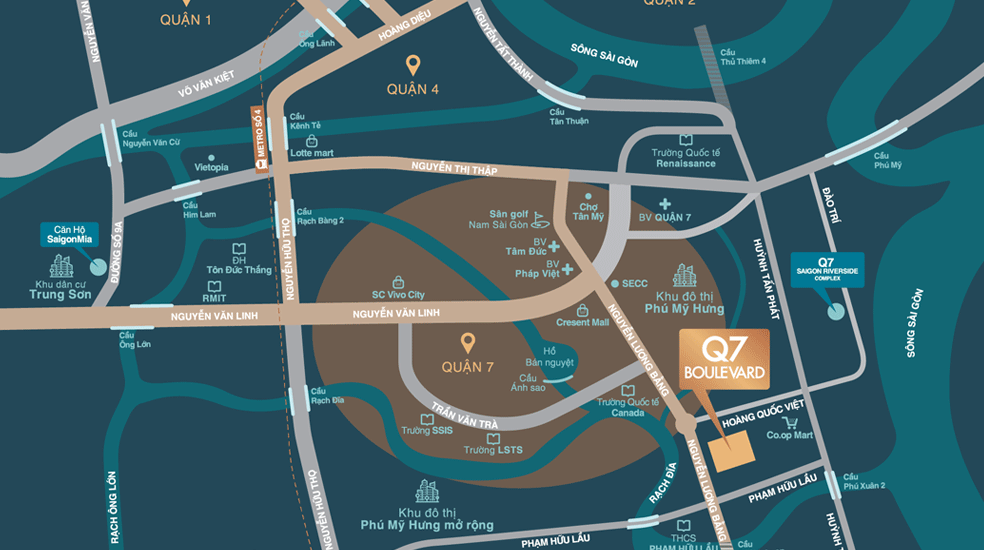 QUẬN 2
QUẬN 1
NGUYỄN VĂN
Cầu
Ông Lãnh
HOÀNG DIỆU
NGUYỄN TẤT THÀNH
SÔNG SÀI GÒN
Cầu
Thủ Thiêm 4
VÕ VĂN KIỆT
QUẬN 4
Cầu
Tân Thuận
Cầu
Nguyễn Văn Cừ
METRO SỐ 4
Cầu
Kênh Tẻ
Lotte mart
Vietopia
NGUYỄN THỊ THẬP
Trường Quốc tế
Renaissance
Cầu
Phú Mỹ
Cầu
Him Lam
Cầu
Rạch Bàng 2
Sân golf
Nam Sài Gòn
Chợ
Tân Mỹ
BV QUẬN 7
ĐÀO TRÍ
Căn Hộ
SaigonMia
ĐƯỜNG SỐ 9A
NGUYỄN HỮU THỌ
ĐH
Tôn Đức Thắng
BV
Tâm Đức
BV
Pháp Việt
HUỲNH TẤN PHÁT
Q7
SAIGON RIVERSIDE
COMPLEX
Khu dân cư
Trung Sơn
RMIT
SC Vivo City
SECC
Khu đô thị
Phú Mỹ Hưng
NGUYỄN VĂN LINH
NGUYỄN VĂN LINH
Cresent Mall
NGUYỄN LƯƠNG BẰNG
SÔNG SÀI GÒN
Cầu
Ông Lớn
QUẬN 7
Hồ
Bán nguyệt
Cầu
Ánh sao
Q7
BOULEVARD
Cầu
Rạch Đỉa
TRẦN VĂN TRÀ
Trường Quốc tế
Canada
HOÀNG QUỐC VIỆT
Co.op Mart
Trường SSIS
Trường LSTS
NGUYỄN LƯƠNG BẰNG
RẠCH ĐỈA
RẠCH ÔNG LỚN
NGUYỄN HỮU THỌ
Khu đô thị
Phú Mỹ Hưng mở rộng
PHẠM HỮU LẦU
Cầu
Phú Xuân 2
HUỲNH
PHẠM HỮU LẦU
THCS
PHẠM HỮU LẦU